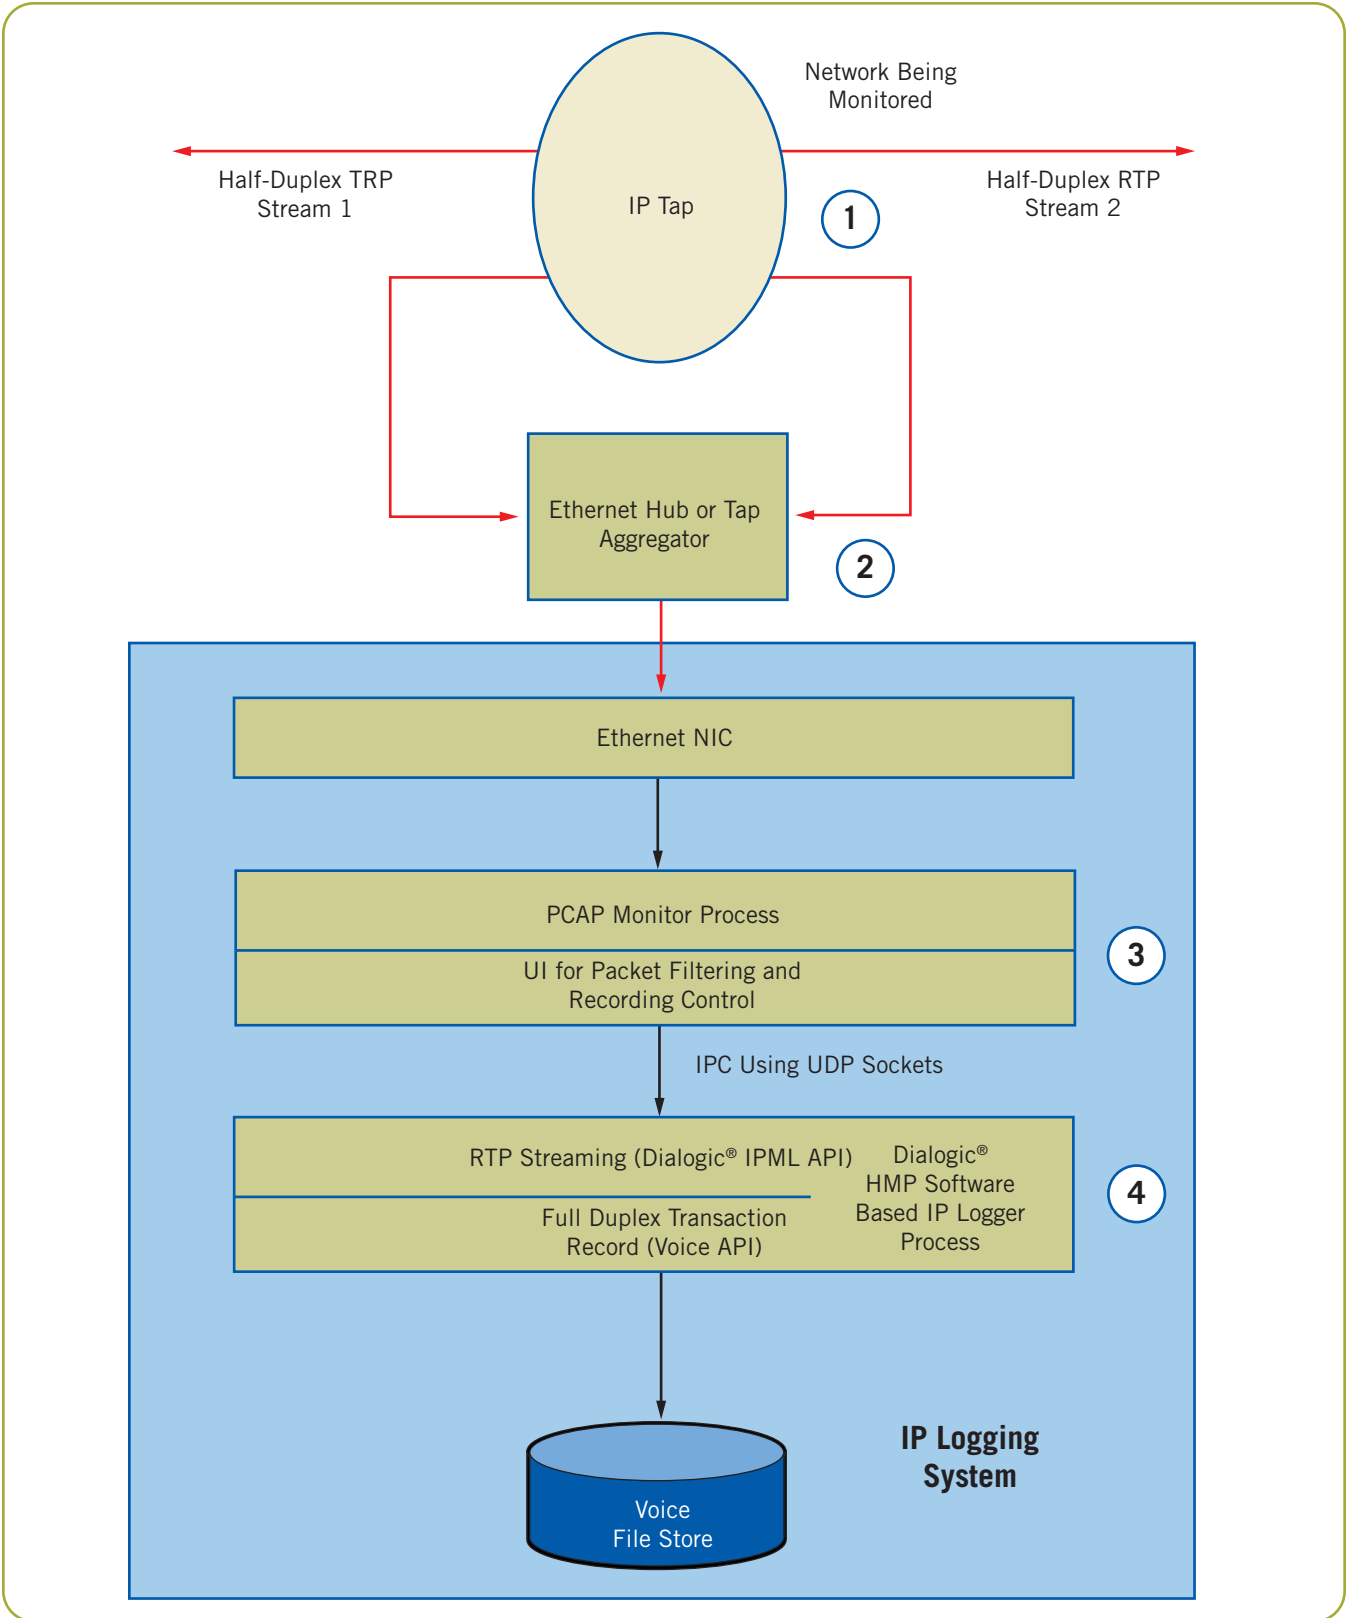 Network Being
Monitored
Half-Duplex TRP
Stream 1
IP Tap
Half-Duplex RTP
Stream 2
1
Ethernet Hub or Tap
Aggregator
2
Ethernet NIC
PCAP Monitor Process
UI for Packet Filtering and
Recording Control
3
IPC Using UDP Sockets
RTP Streaming (Dialogic® IPML API)
Full Duplex Transaction
Record (Voice API)
Dialogic®
HMP Software
Based IP Logger
Process
4
IP Logging
System
Voice
File Store